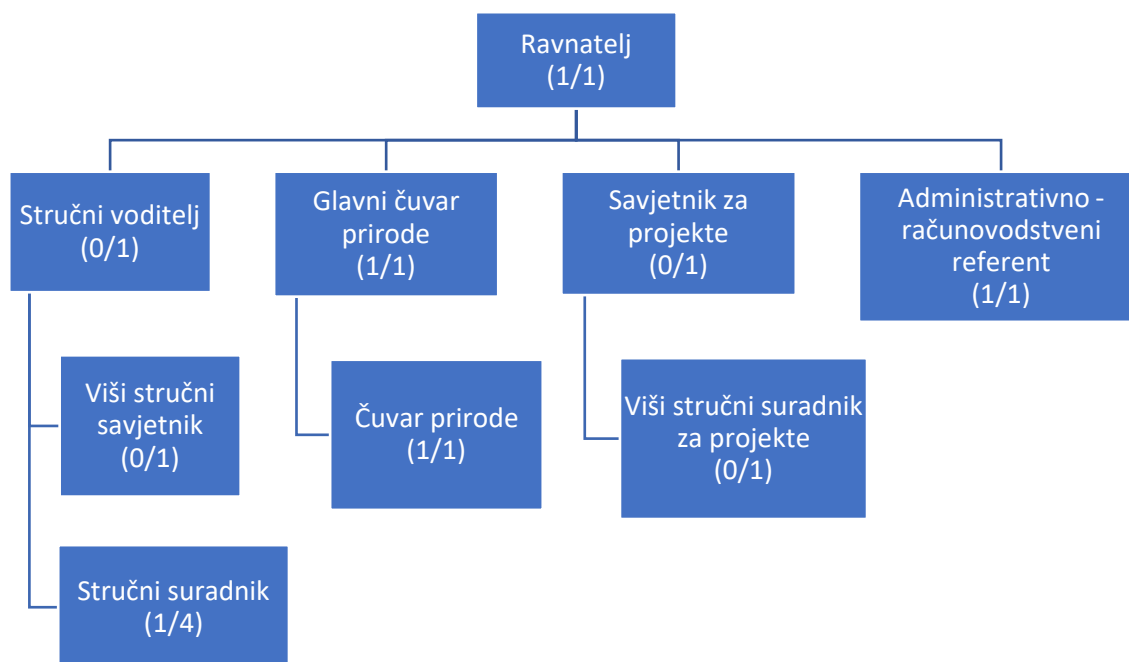 Ravnatelj
(1/1)
Stručni voditelj
(0/1)
Glavni čuvar
prirode
(1/1)
Savjetnik za
projekte
(0/1)
Administrativno -
računovodstveni
referent
(1/1)
Viši stručni
savjetnik
(0/1)
Čuvar prirode
(1/1)
Viši stručni suradnik
za projekte
(0/1)
Stručni suradnik
(1/4)